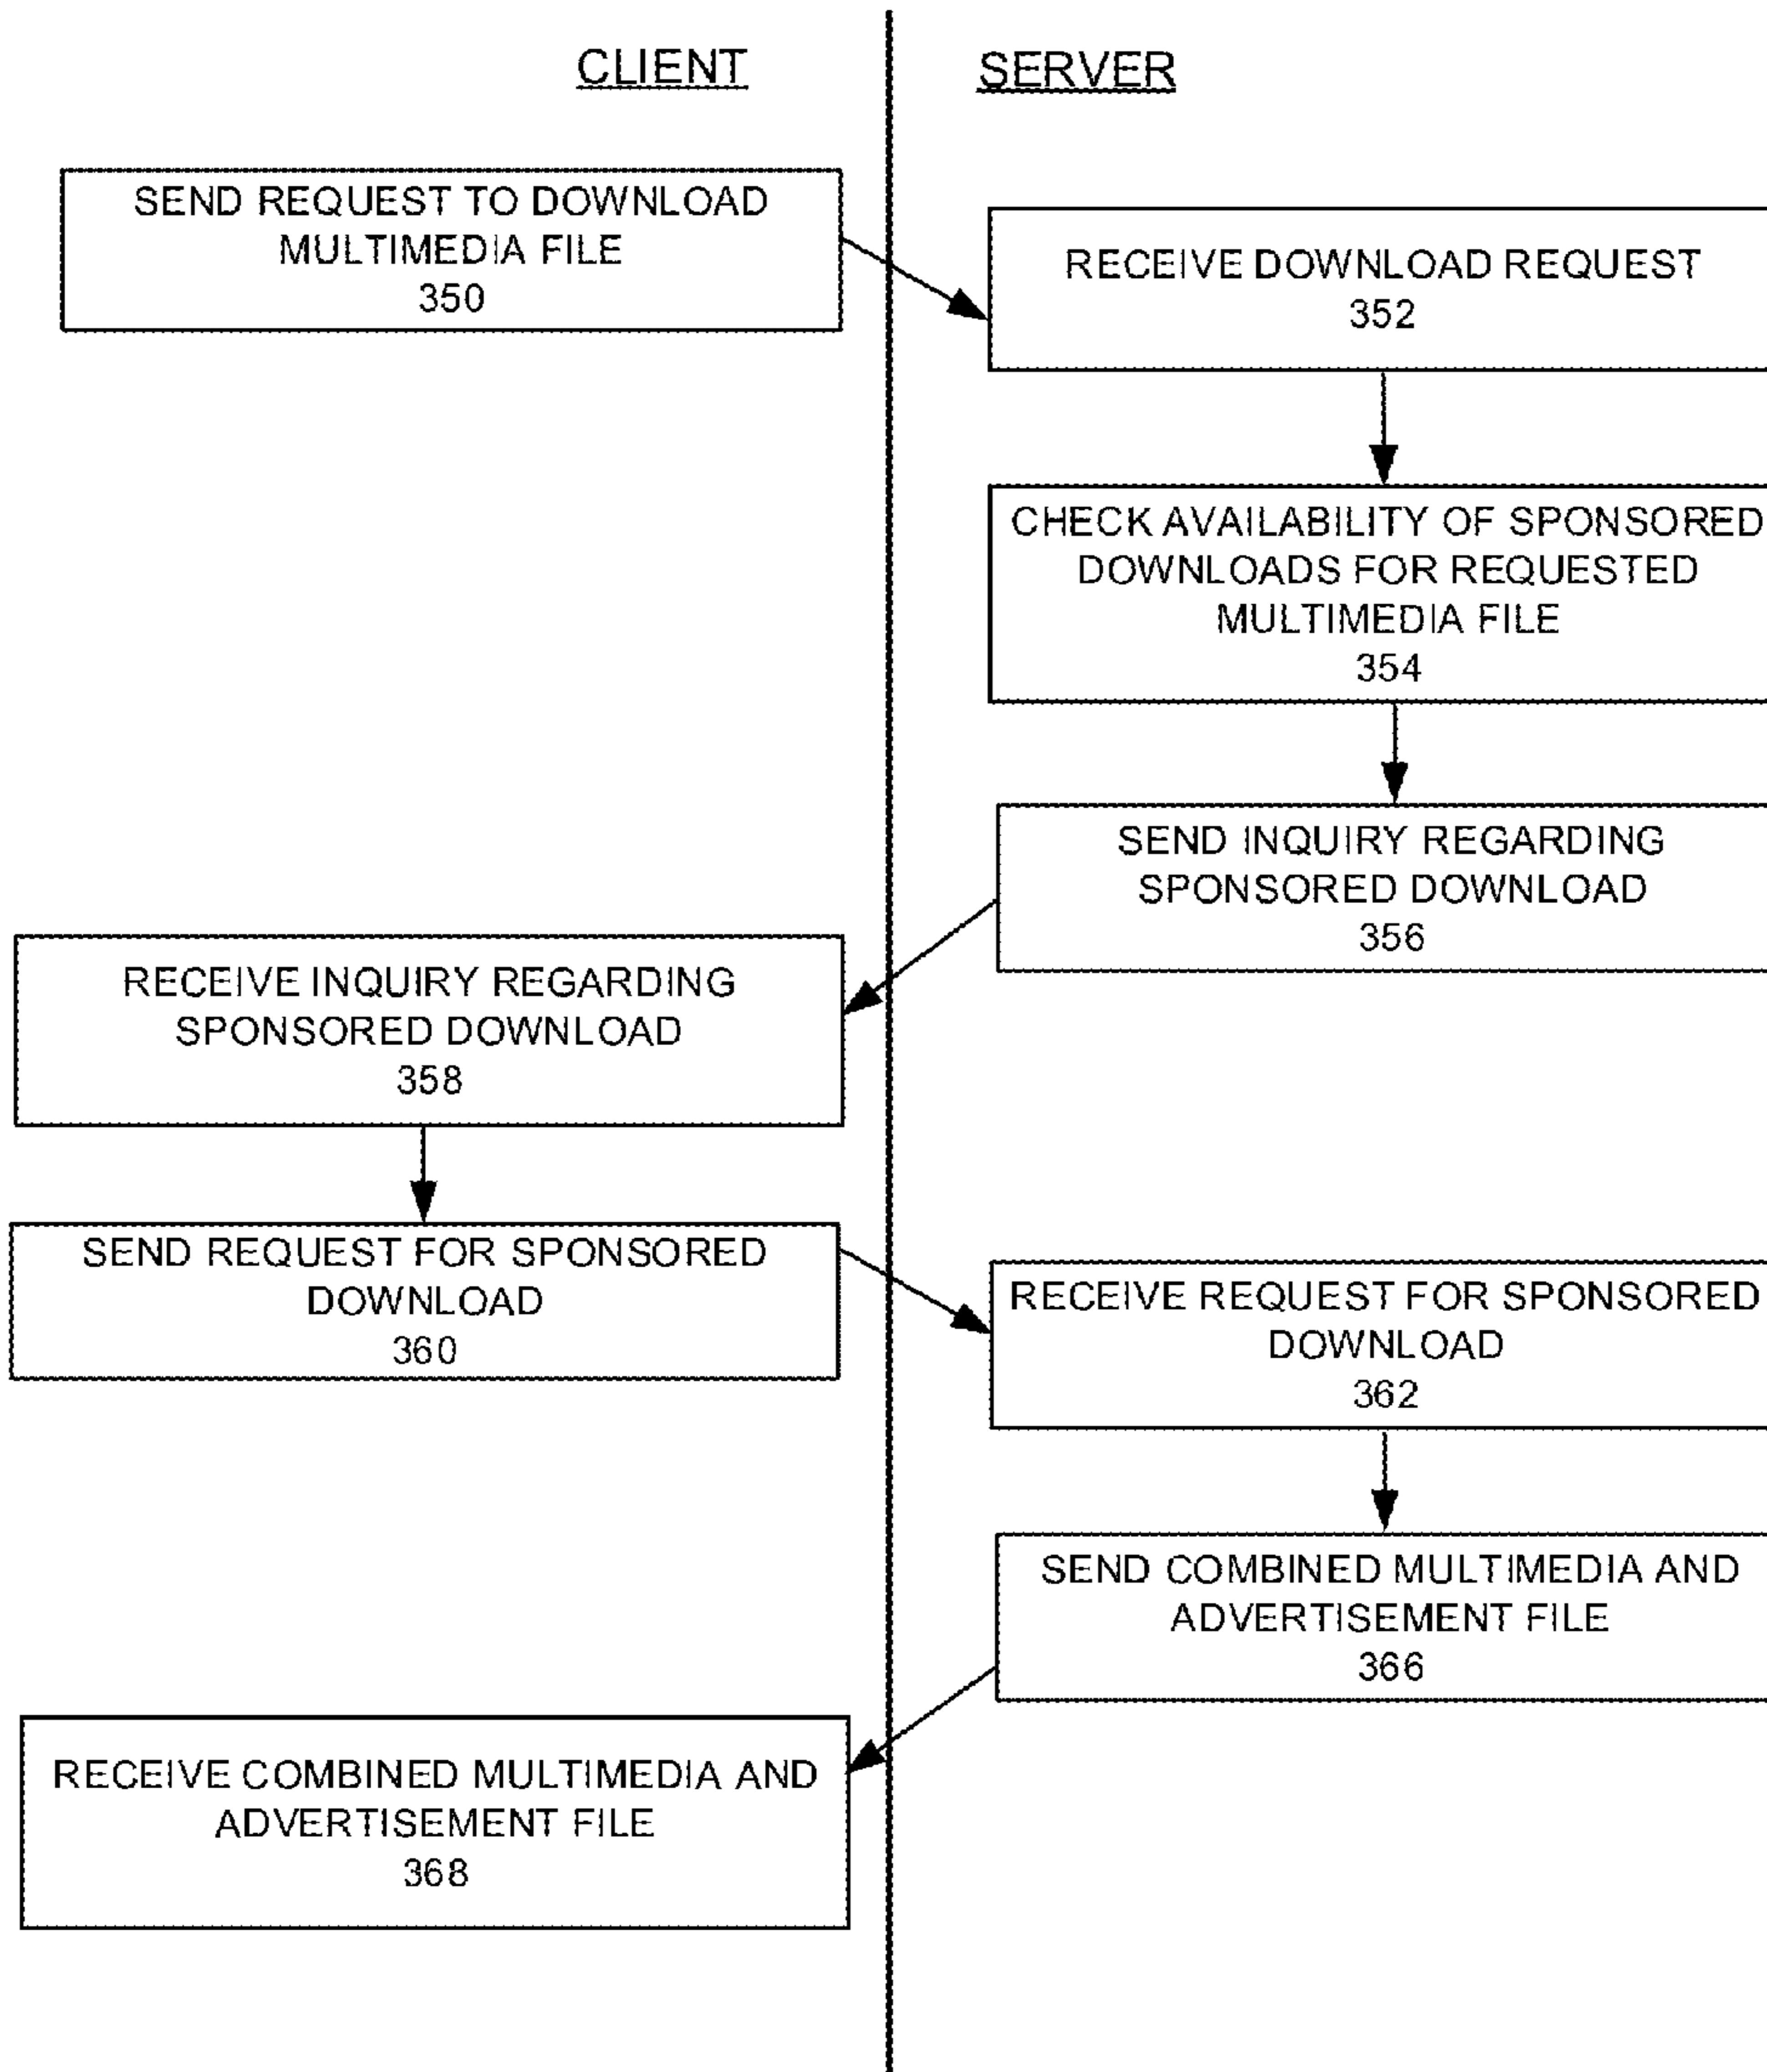 CLIENT
SERVER
SEND REQUEST TO DOWNLOAD
MULTIMEDIA FILE
350
RECEIVE DOWNLOAD REQUEST
352
CHECK AVAILABILITY OF SPONSORED
DOWNLOADS FOR REQUESTED
MULTIMEDIA FILE
354
SEND INQUIRY REGARDING
SPONSORED DOWNLOAD
356
RECEIVE INQUIRY REGARDING
SPONSORED DOWNLOAD
358
SEND REQUEST FOR SPONSORED
DOWNLOAD
360
RECEIVE REQUEST FOR SPONSORED
DOWNLOAD
362
SEND COMBINED MULTIMEDIA AND
ADVERTISEMENT FILE
366
RECEIVE COMBINED MULTIMEDIA AND
ADVERTISEMENT FILE
368